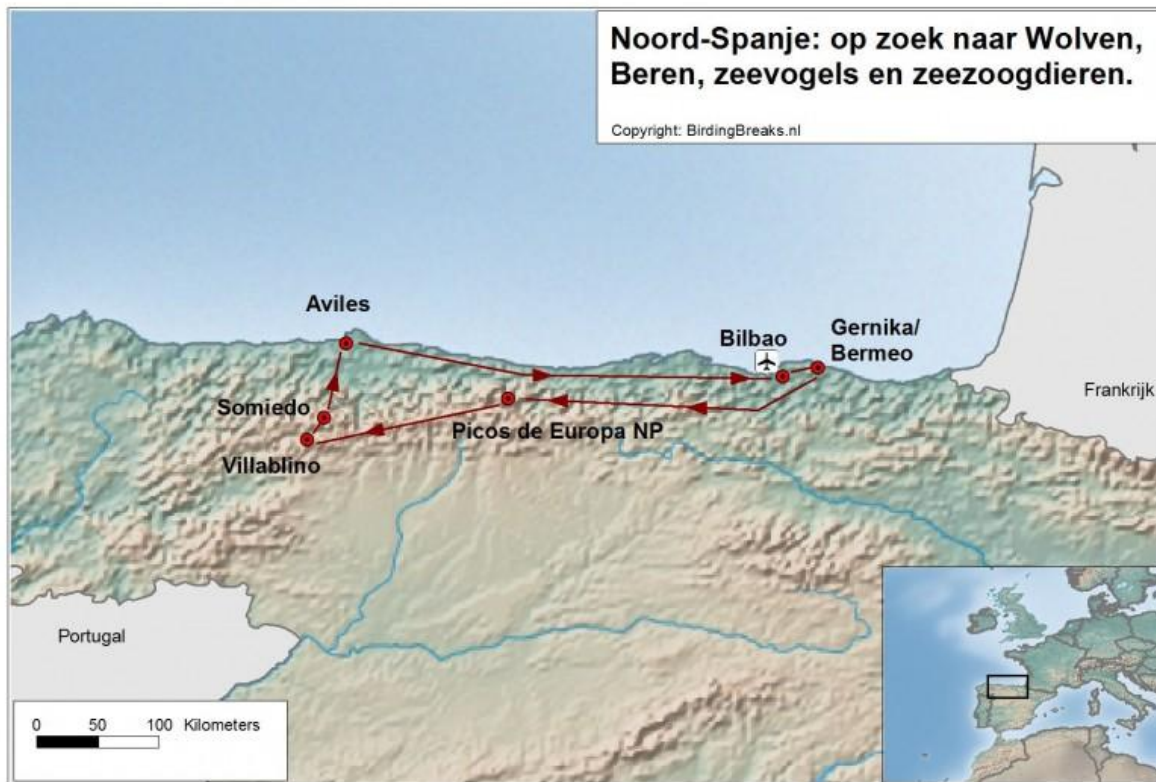 Noord-Spanje: op zoek naar Wolven,
Beren, zeevogels en zeezoogdieren.
Copyright: BirdingBreaks.nl
Aviles
Bilbao
Gernika/
Bermeo
Frankrijk
Somiedo
Picos de Europa NP
Villablino
Portugal
0 50 100 Kilometers